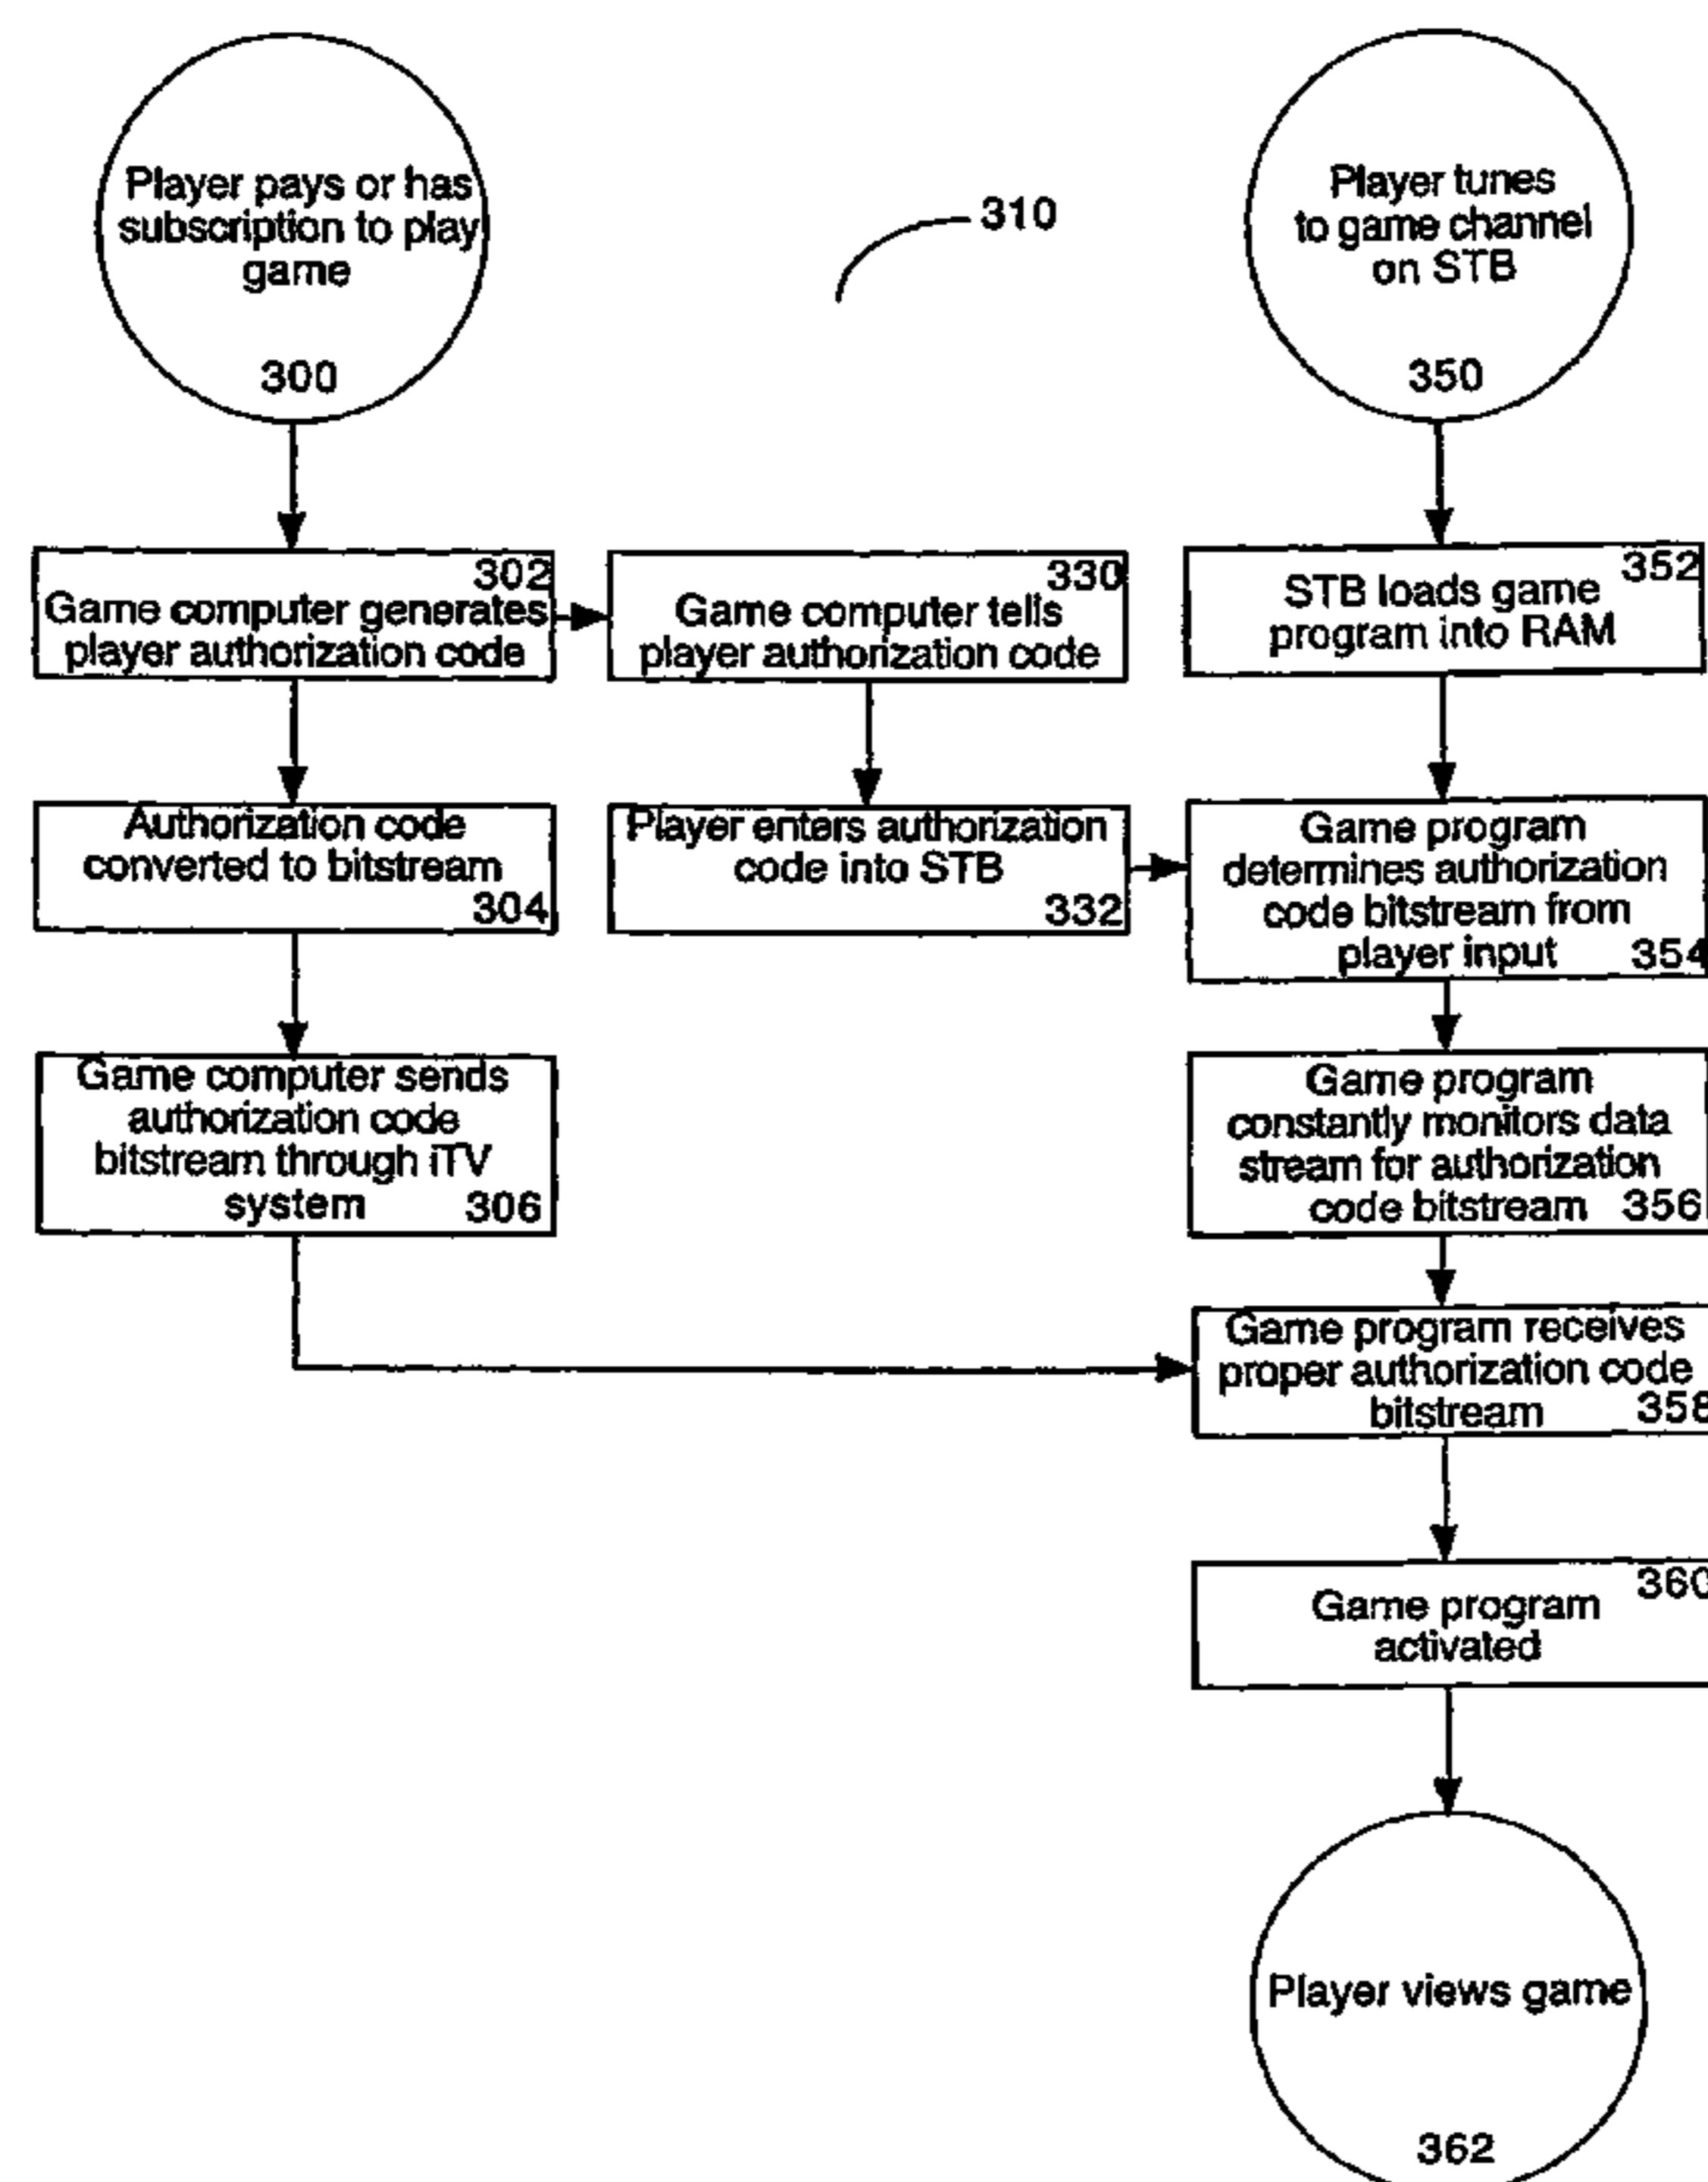 Player pays or has
subscription to play
game
300
310
Player tunes
to game channel
on STB
350
302
Game computer generates
player authorization code
330
Game computer tells
player authorization code
352
STB loads game
program into RAM
Authorization code
converted to bitstream
304
Player enters authorization
code into STB
332
Game program
determines authorization
code bitstream from
player input
354
Game computer sends
authorization code
bitstream through iTV
system
306
Game program
constantly monitors data
stream for authorization
code bitstream
356
Game program receives
proper authorization code
bitstream
358
360
Game program
activated
Player views game
362